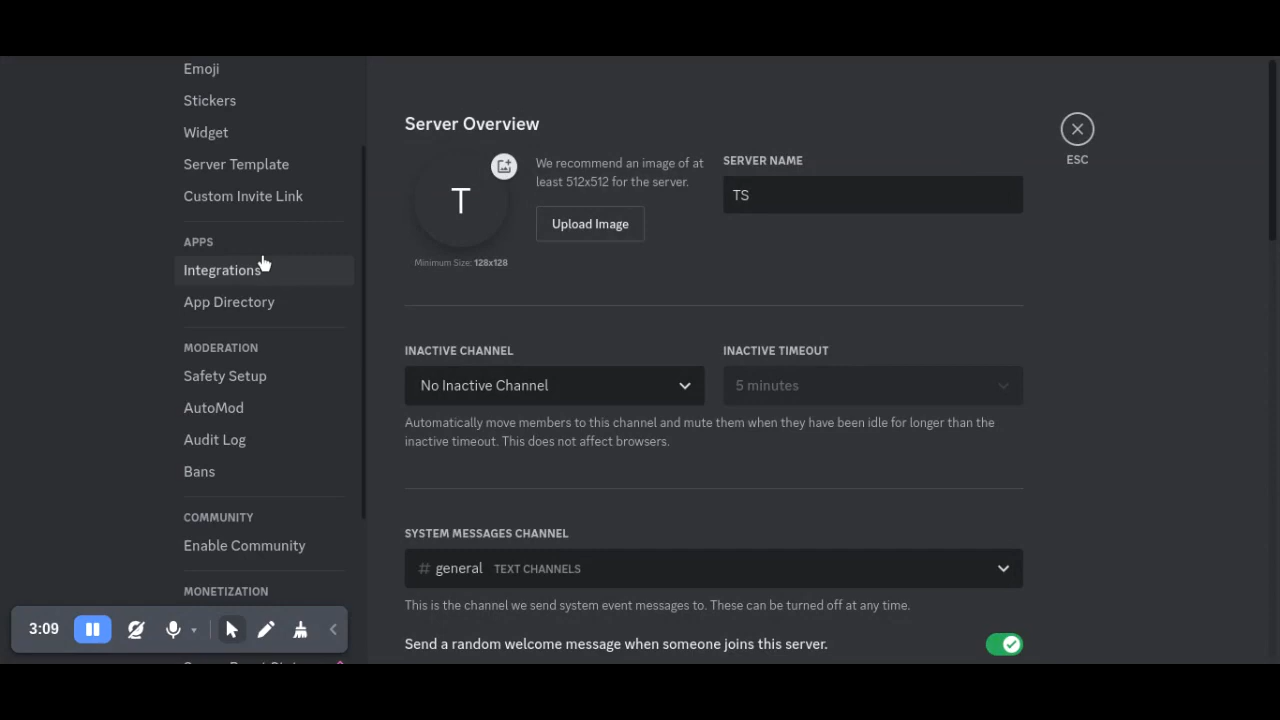 Emoji
Stickers
Widget
Server Template
Custom Invite Link
APPS
Integrations
App Directory
MODERATION
Safety Setup
AutoMod
Audit Log
Bans
COMMUNITY
Enable Community
MONETIZATION
3:09
Server Overview
T
We recommend an image of at
least 512x512 for the server.
Upload Image
Minimum Size: 128x128
SERVER NAME
TS
ESC
INACTIVE CHANNEL
No Inactive Channel
INACTIVE TIMEOUT
5 minutes
Automatically move members to this channel and mute them when they have been idle for longer than the
inactive timeout. This does not affect browsers.
SYSTEM MESSAGES CHANNEL
# general TEXT CHANNELS
This is the channel we send system event messages to. These can be turned off at any time.
Send a random welcome message when someone joins this server.